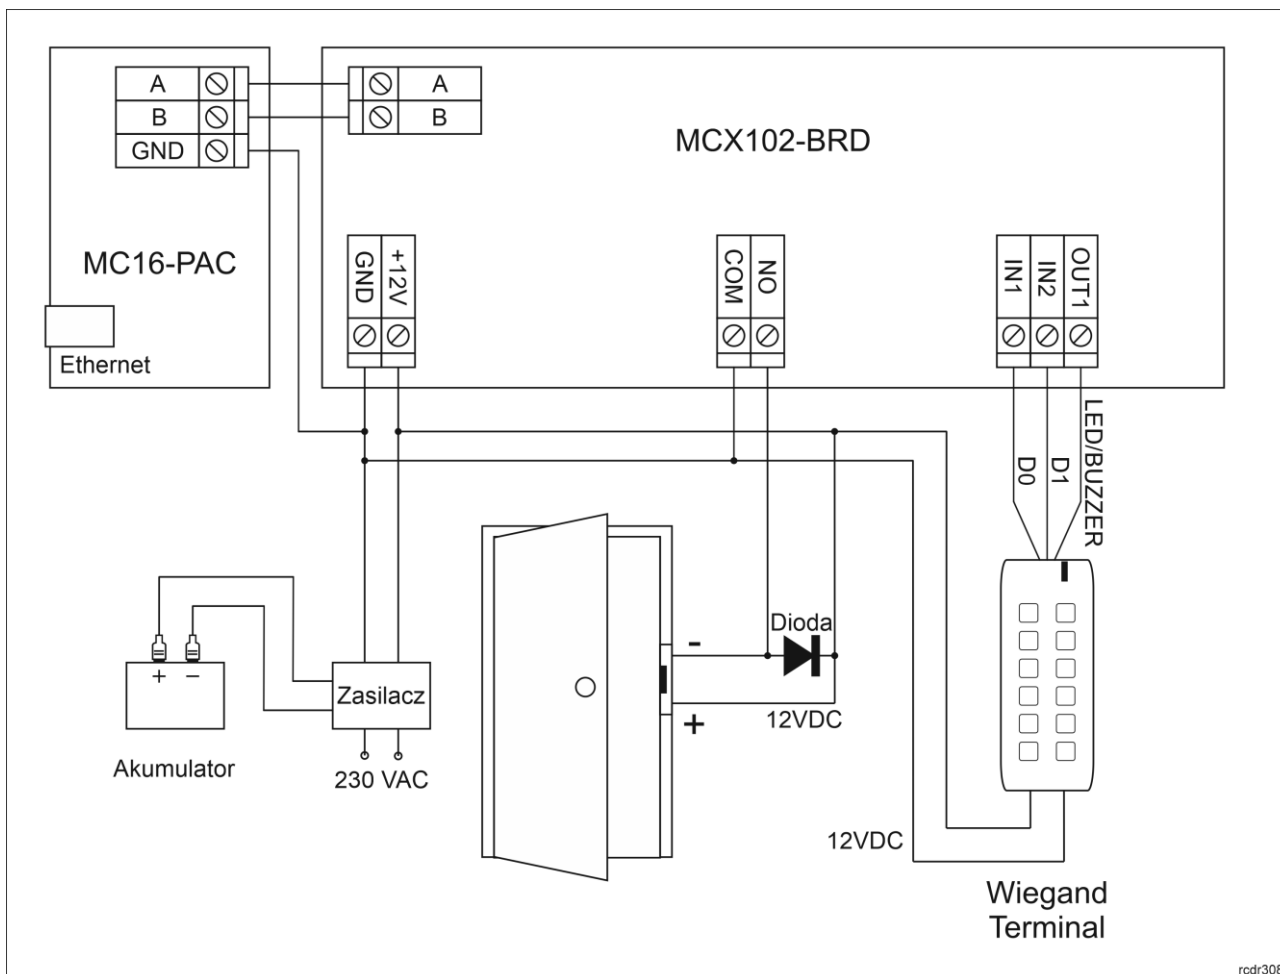 A
B
GND
MC16-PAC
Ethernet
A
B
MCX102-BRD
GND
+12V
COM
NO
IN1
IN2
OUT1
D0
D1
LED/BUZZER
+ −
Akumulator
Zasilacz
230 VAC
-
+
Dioda
12VDC
12VDC
Wiegand
Terminal
rcdr308